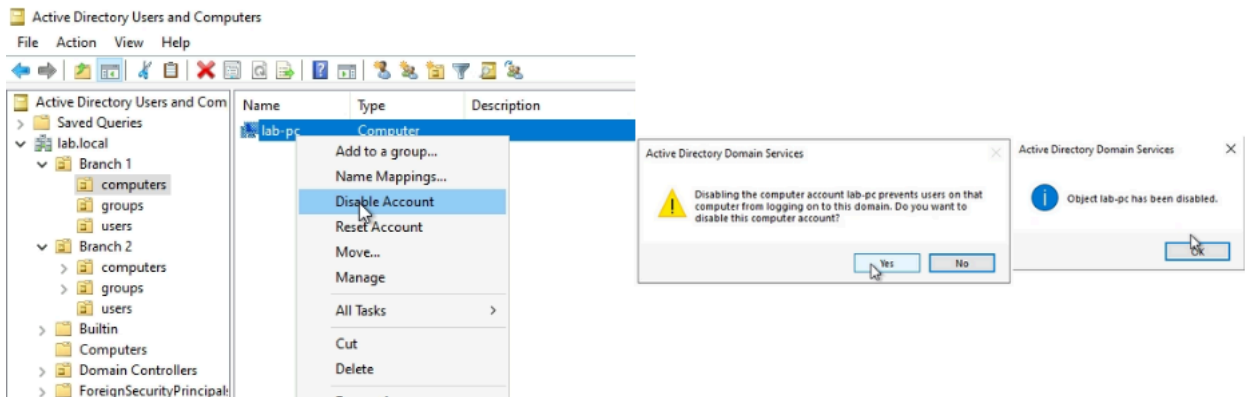 Active Directory Users and Computers
File Action View Help
Active Directory Users and Com
Saved Queries
lab.local
Branch 1
computers
groups
users
Branch 2
computers
groups
users
Builtin
Computers
Domain Controllers
ForeignSecurityPrincipals
Name Type Description
lab-pc Computer
Add to a group...
Name Mappings...
Disable Account
Reset Account
Move...
Manage
All Tasks
Cut
Delete
Active Directory Domain Services
Disabling the computer account lab-pc prevents users on that
computer from logging on to this domain. Do you want to
disable this computer account?
Yes No
Active Directory Domain Services
Object lab-pc has been disabled.
OK